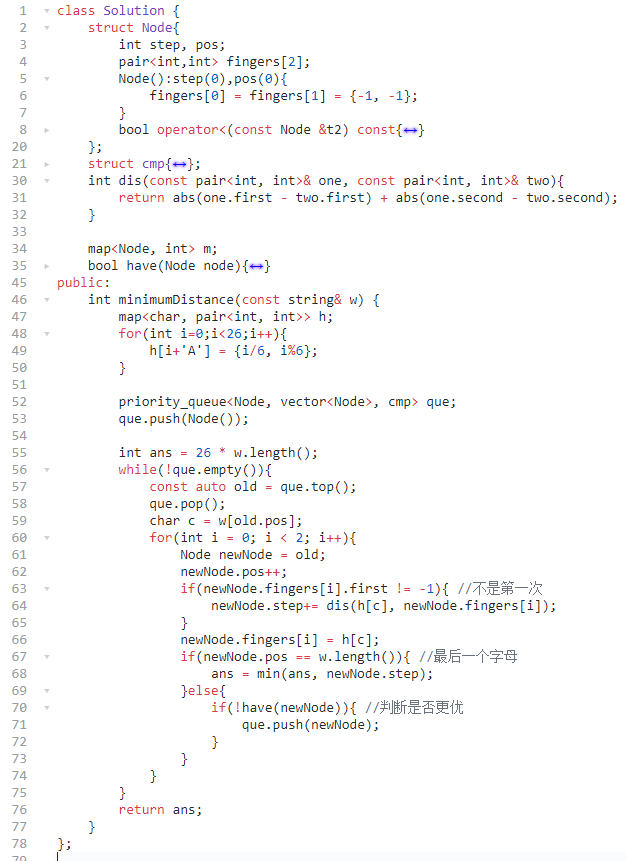 1 class Solution {
2     struct Node{
3         int step, pos;
4         pair<int,int> fingers[2];
5         Node():step(0),pos(0){
6             fingers[0] = fingers[1] = {-1, -1};
7         }
8         bool operator<(const Node &t2) const{↔}
20     };
21     struct cmp{↔};
30     int dis(const pair<int, int>& one, const pair<int, int>& two){
31         return abs(one.first - two.first) + abs(one.second - two.second);
32     }
33
34     map<Node, int> m;
35     bool have(Node node){↔}
45 public:
46     int minimumDistance(const string& w) {
47         map<char, pair<int, int>> h;
48         for(int i=0;i<26;i++){
49             h[i+'A'] = {i/6, i%6};
50         }
51
52         priority_queue<Node, vector<Node>, cmp> que;
53         que.push(Node());
54
55         int ans = 26 * w.length();
56         while(!que.empty()){
57             const auto old = que.top();
58             que.pop();
59             char c = w[old.pos];
60             for(int i = 0; i < 2; i++){
61                 Node newNode = old;
62                 newNode.pos++;
63                 if(newNode.fingers[i].first != -1){ //不是第一次
64                     newNode.step+= dis(h[c], newNode.fingers[i]);
65                 }
66                 newNode.fingers[i] = h[c];
67                 if(newNode.pos == w.length()){ //最后一个字母
68                     ans = min(ans, newNode.step);
69                 }else{
70                     if(!have(newNode)){ //判断是否更优
71                         que.push(newNode);
72                     }
73                 }
74             }
75         }
76         return ans;
77     }
78 };
79